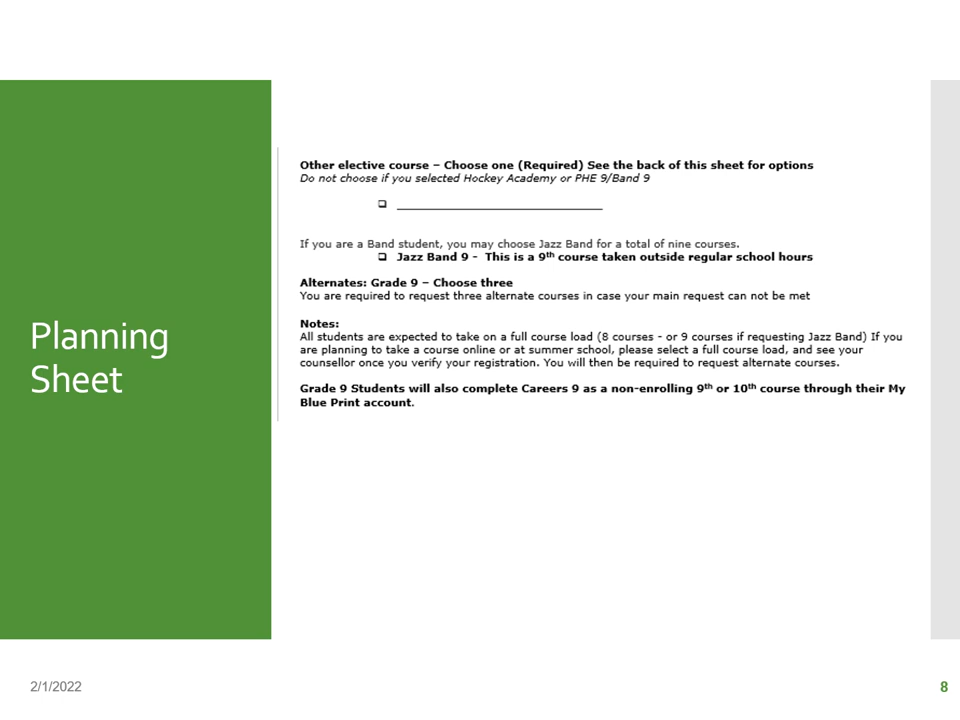 Planning
Sheet
Other elective course – Choose one (Required) See the back of this sheet for options
Do not choose if you selected Hockey Academy or PHE 9/Band 9
❑ ______________________________
If you are a Band student, you may choose Jazz Band for a total of nine courses.
❑ Jazz Band 9 - This is a 9th course taken outside regular school hours
Alternates: Grade 9 – Choose three
You are required to request three alternate courses in case your main request can not be met
Notes:
All students are expected to take on a full course load (8 courses - or 9 courses if requesting Jazz Band) If you
are planning to take a course online or at summer school, please select a full course load, and see your
counsellor once you verify your registration. You will then be required to request alternate courses.
Grade 9 Students will also complete Careers 9 as a non-enrolling 9th or 10th course through their My
Blue Print account.
2/1/2022
8